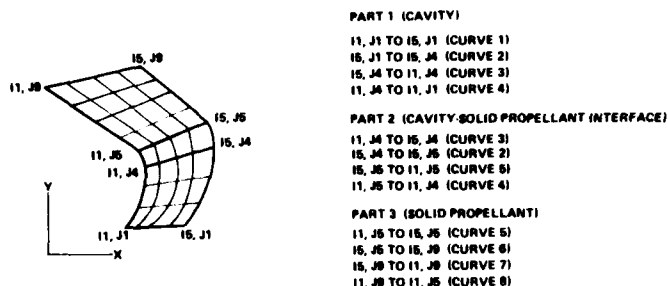 I5, J9
I1, J9
I5, J5
I5, J4
I1, J5
I1, J4
Y
I1, J1
I5, J1
X
PART 1 (CAVITY)
I1, J1 TO I5, J1 (CURVE 1)
I5, J1 TO I5, J4 (CURVE 2)
I5, J4 TO I1, J4 (CURVE 3)
I1, J4 TO I1, J1 (CURVE 4)
PART 2 (CAVITY-SOLID PROPELLANT INTERFACE)
I1, J4 TO I5, J4 (CURVE 3)
I5, J4 TO I5, J5 (CURVE 2)
I5, J5 TO I1, J5 (CURVE 5)
I1, J5 TO I1, J4 (CURVE 4)
PART 3 (SOLID PROPELLANT)
I1, J5 TO I5, J5 (CURVE 5)
I5, J5 TO I5, J9 (CURVE 6)
I5, J9 TO I1, J9 (CURVE 7)
I1, J9 TO I1, J5 (CURVE 8)